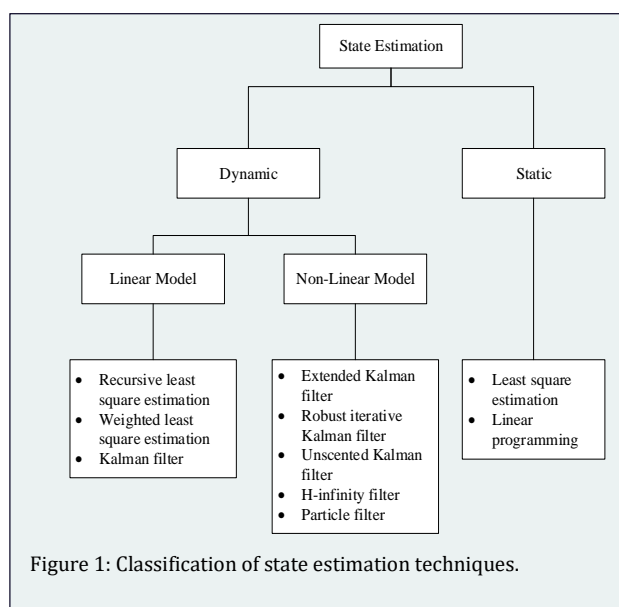 State Estimation
Dynamic
Static
Linear Model
Non-Linear Model
• Recursive least
square estimation
• Weighted least
square estimation
• Kalman filter
• Extended Kalman
filter
• Robust iterative
Kalman filter
• Unscented Kalman
filter
• H-infinity filter
• Particle filter
• Least square
estimation
• Linear
programming
Figure 1: Classification of state estimation techniques.